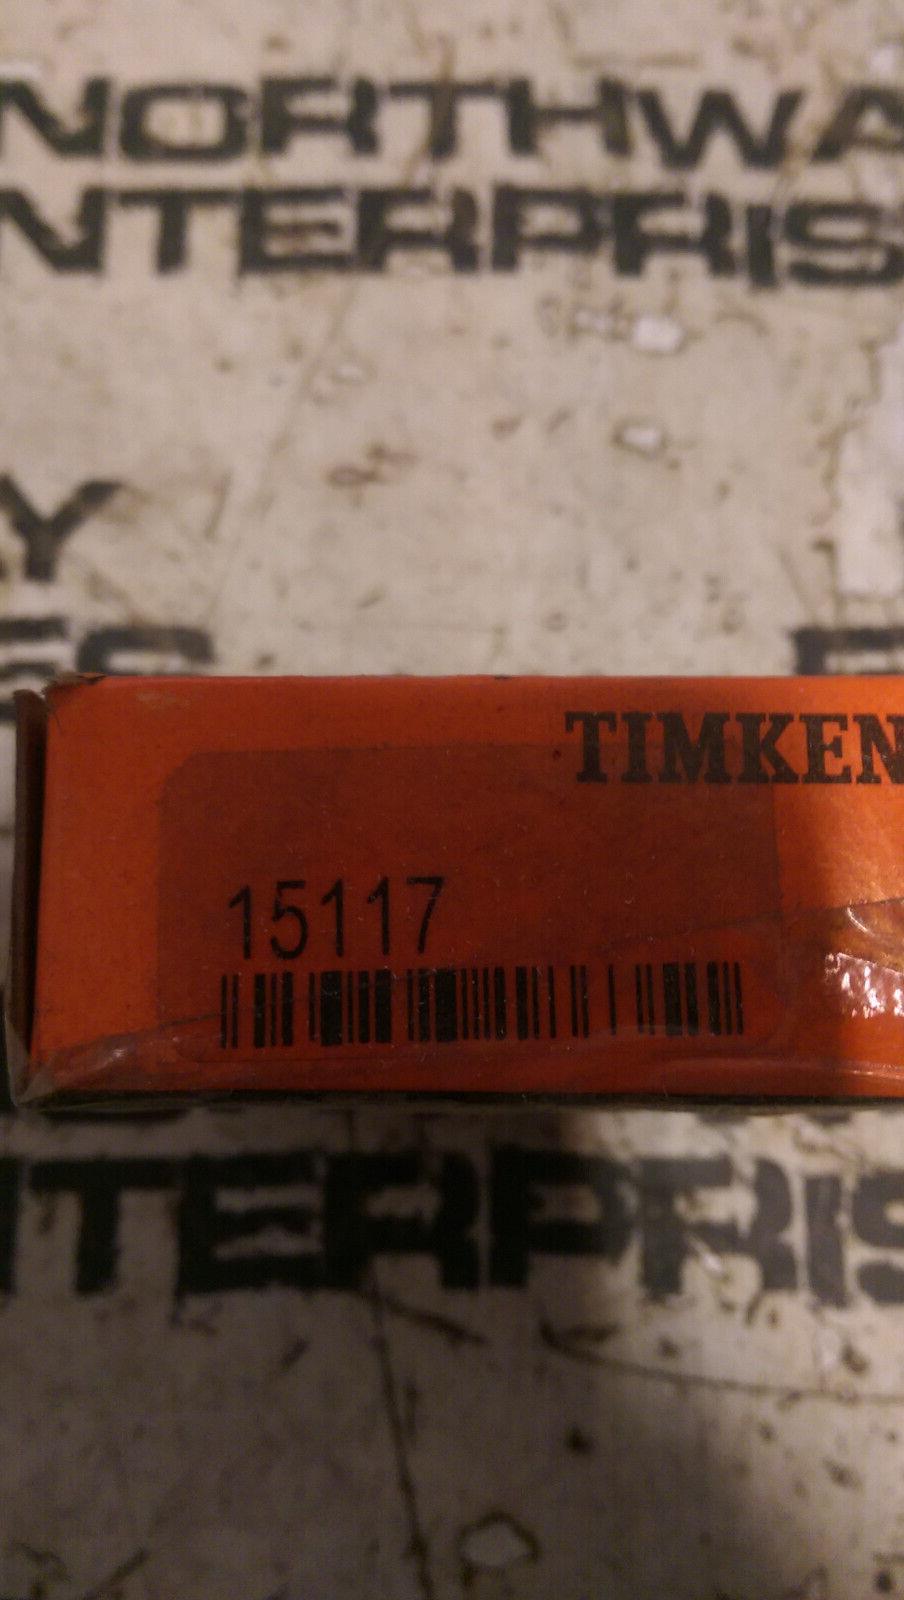 NORTHWA
NTERPRIS
Y
TIMKEN
15117
NTERPRIS